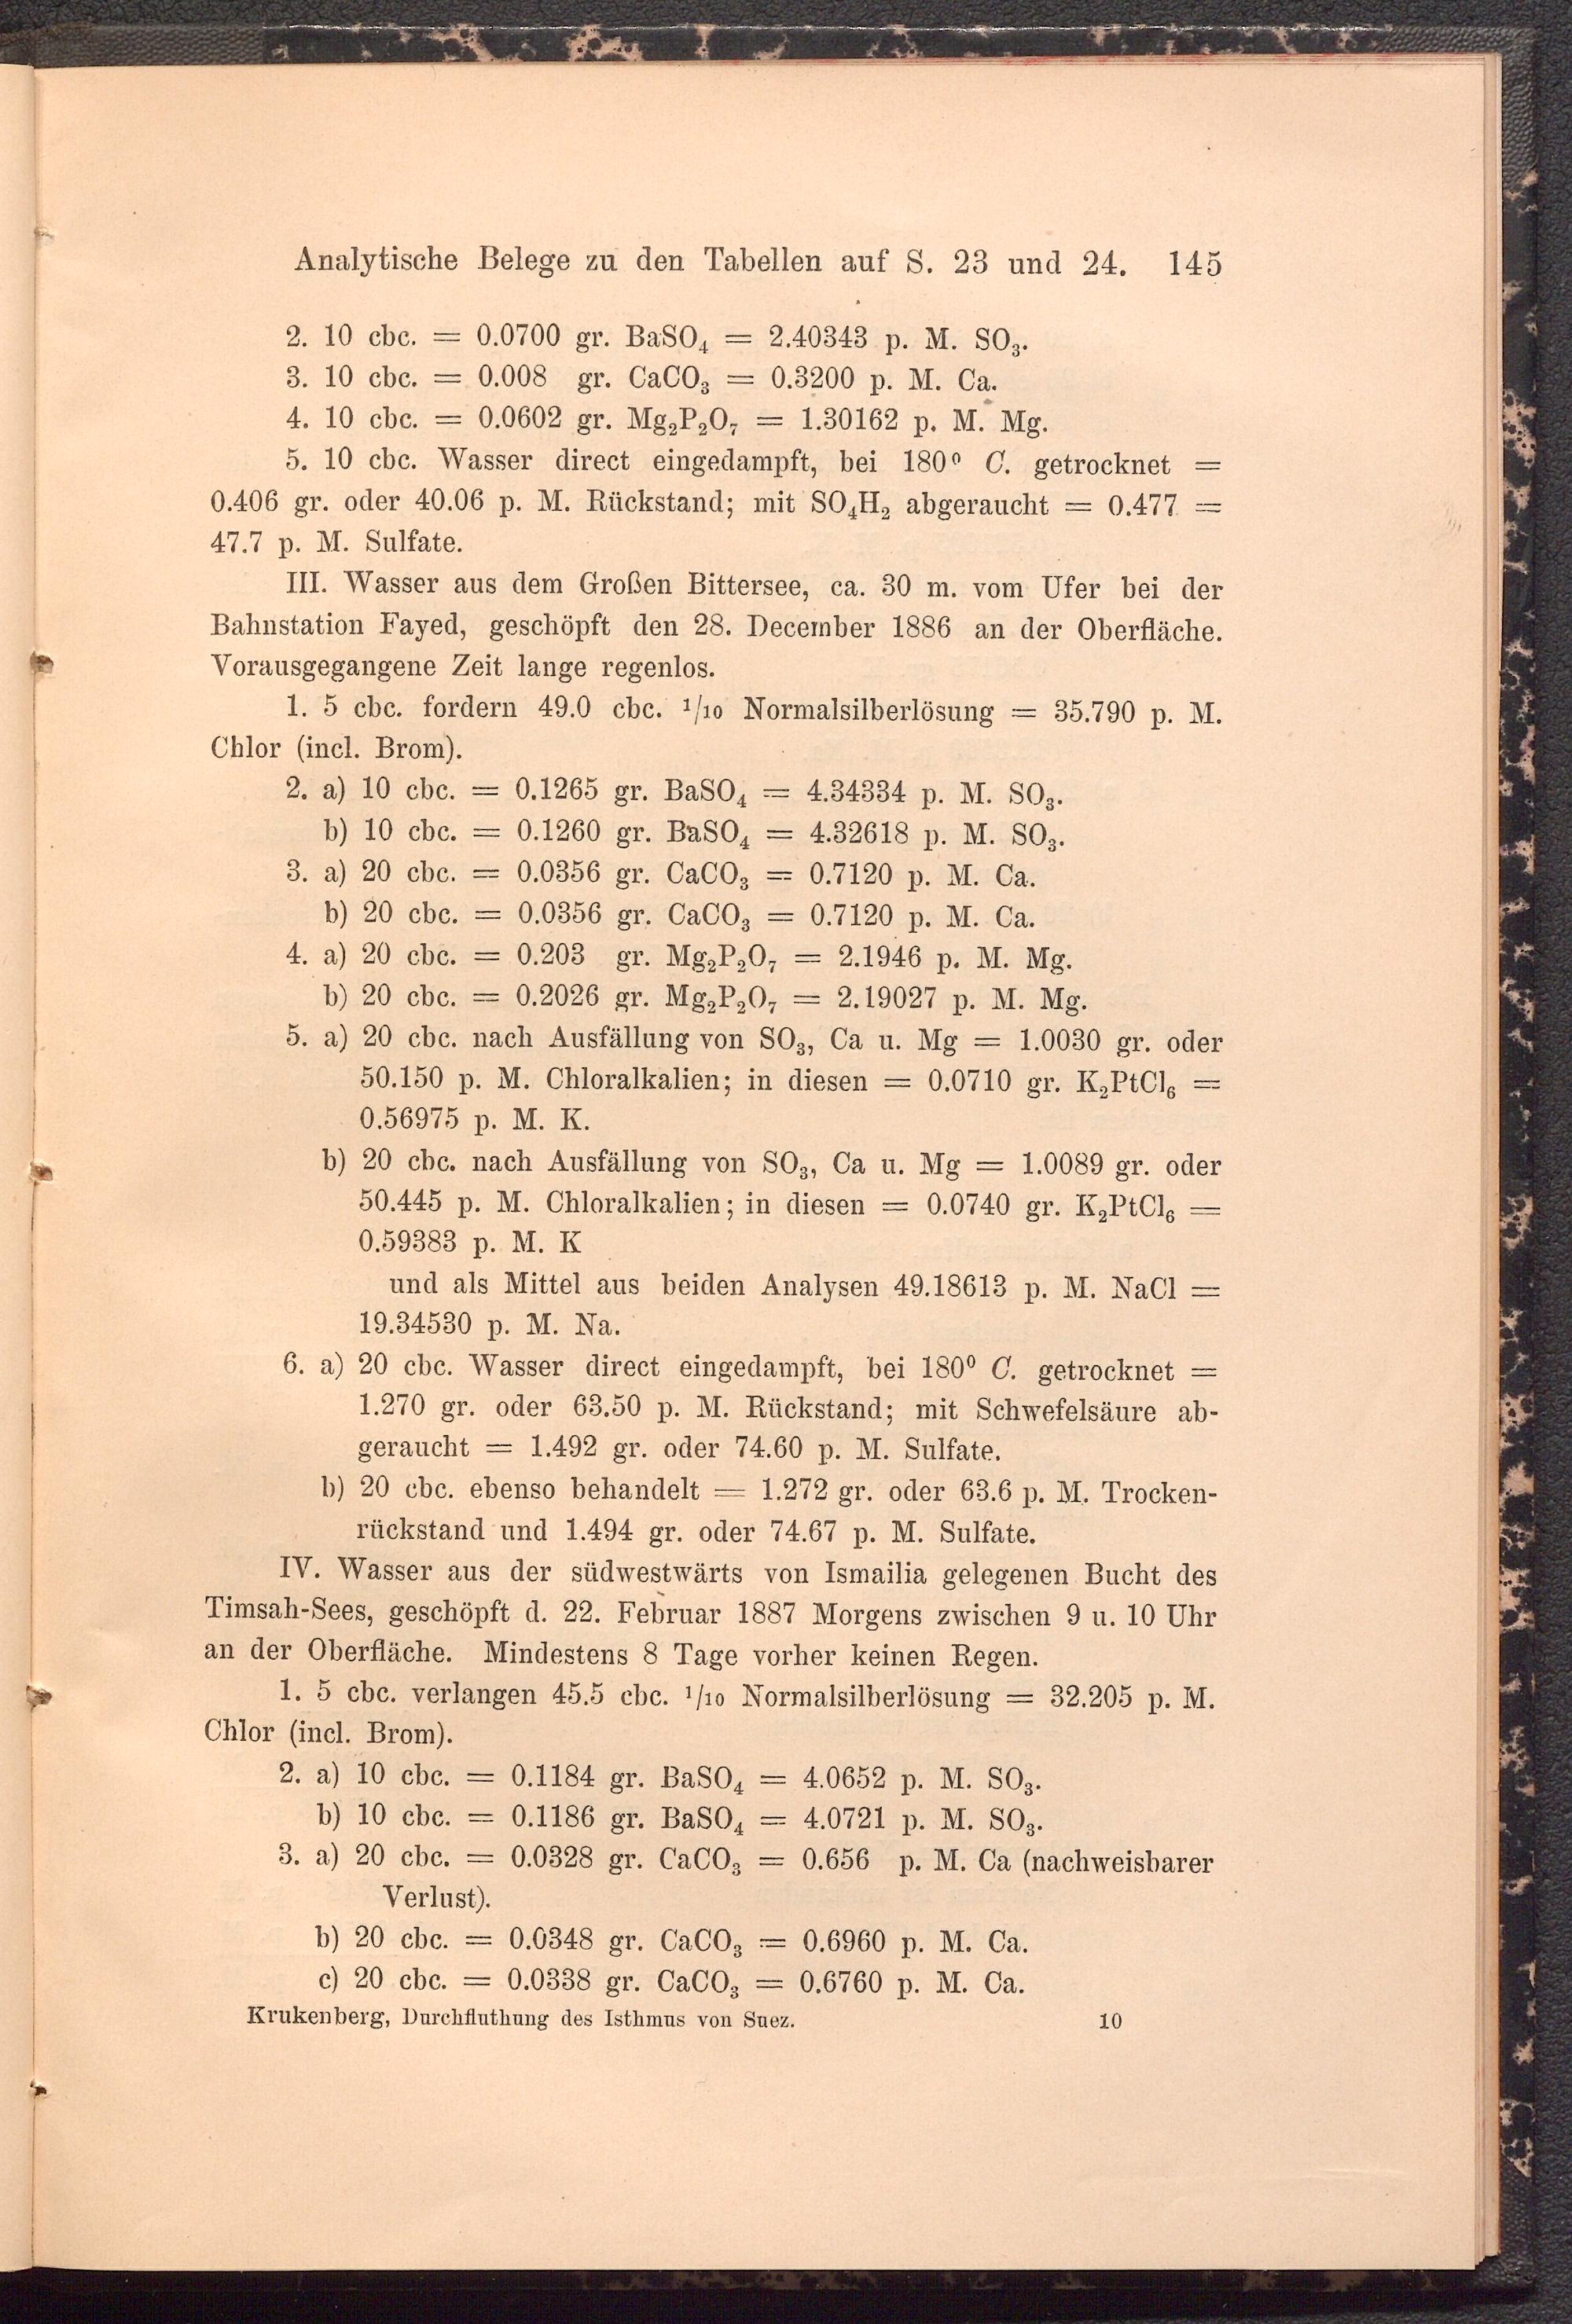 Analytische Belege zu den Tabellen auf S. 23 und 24. 145
2. 10 cbc. = 0.0700 gr. BaSO₄ = 2.40343 p. M. SO₃.
3. 10 cbc. = 0.008 gr. CaCO₃ = 0.3200 p. M. Ca.
4. 10 cbc. = 0.0602 gr. Mg₂P₂O₇ = 1.30162 p. M. Mg.
5. 10 cbc. Wasser direct eingedampft, bei 180⁰ C. getrocknet =
0.406 gr. oder 40.06 p. M. Rückstand; mit SO₄H₂ abgeraucht = 0.477 =
47.7 p. M. Sulfate.
III. Wasser aus dem Großen Bittersee, ca. 30 m. vom Ufer bei der
Bahnstation Fayed, geschöpft den 28. December 1886 an der Oberfläche.
Vorausgegangene Zeit lange regenlos.
1. 5 cbc. fordern 49.0 cbc. ¹/₁₀ Normalsilberlösung = 35.790 p. M.
Chlor (incl. Brom).
2. a) 10 cbc. = 0.1265 gr. BaSO₄ = 4.34334 p. M. SO₃.
b) 10 cbc. = 0.1260 gr. BaSO₄ = 4.32618 p. M. SO₃.
3. a) 20 cbc. = 0.0356 gr. CaCO₃ = 0.7120 p. M. Ca.
b) 20 cbc. = 0.0356 gr. CaCO₃ = 0.7120 p. M. Ca.
4. a) 20 cbc. = 0.203 gr. Mg₂P₂O₇ = 2.1946 p. M. Mg.
b) 20 cbc. = 0.2026 gr. Mg₂P₂O₇ = 2.19027 p. M. Mg.
5. a) 20 cbc. nach Ausfällung von SO₃, Ca u. Mg = 1.0030 gr. oder
50.150 p. M. Chloralkalien; in diesen = 0.0710 gr. K₂PtCl₆ =
0.56975 p. M. K.
b) 20 cbc. nach Ausfällung von SO₃, Ca u. Mg = 1.0089 gr. oder
50.445 p. M. Chloralkalien; in diesen = 0.0740 gr. K₂PtCl₆ =
0.59383 p. M. K
und als Mittel aus beiden Analysen 49.18613 p. M. NaCl =
19.34530 p. M. Na.
6. a) 20 cbc. Wasser direct eingedampft, bei 180⁰ C. getrocknet =
1.270 gr. oder 63.50 p. M. Rückstand; mit Schwefelsäure ab-
geraucht = 1.492 gr. oder 74.60 p. M. Sulfate.
b) 20 cbc. ebenso behandelt = 1.272 gr. oder 63.6 p. M. Trocken-
rückstand und 1.494 gr. oder 74.67 p. M. Sulfate.
IV. Wasser aus der südwestwärts von Ismailia gelegenen Bucht des
Timsah-Sees, geschöpft d. 22. Februar 1887 Morgens zwischen 9 u. 10 Uhr
an der Oberfläche. Mindestens 8 Tage vorher keinen Regen.
1. 5 cbc. verlangen 45.5 cbc. ¹/₁₀ Normalsilberlösung = 32.205 p. M.
Chlor (incl. Brom).
2. a) 10 cbc. = 0.1184 gr. BaSO₄ = 4.0652 p. M. SO₃.
b) 10 cbc. = 0.1186 gr. BaSO₄ = 4.0721 p. M. SO₃.
3. a) 20 cbc. = 0.0328 gr. CaCO₃ = 0.656 p. M. Ca (nachweisbarer
Verlust).
b) 20 cbc. = 0.0348 gr. CaCO₃ = 0.6960 p. M. Ca.
c) 20 cbc. = 0.0338 gr. CaCO₃ = 0.6760 p. M. Ca.
Krukenberg, Durchfluthung des Isthmus von Suez. 10